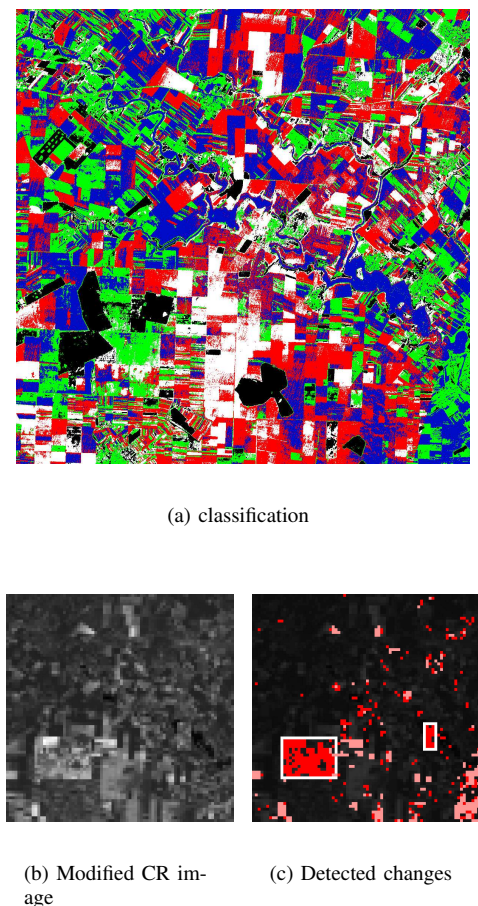 (a) classification
(b) Modified CR im-
age
(c) Detected changes